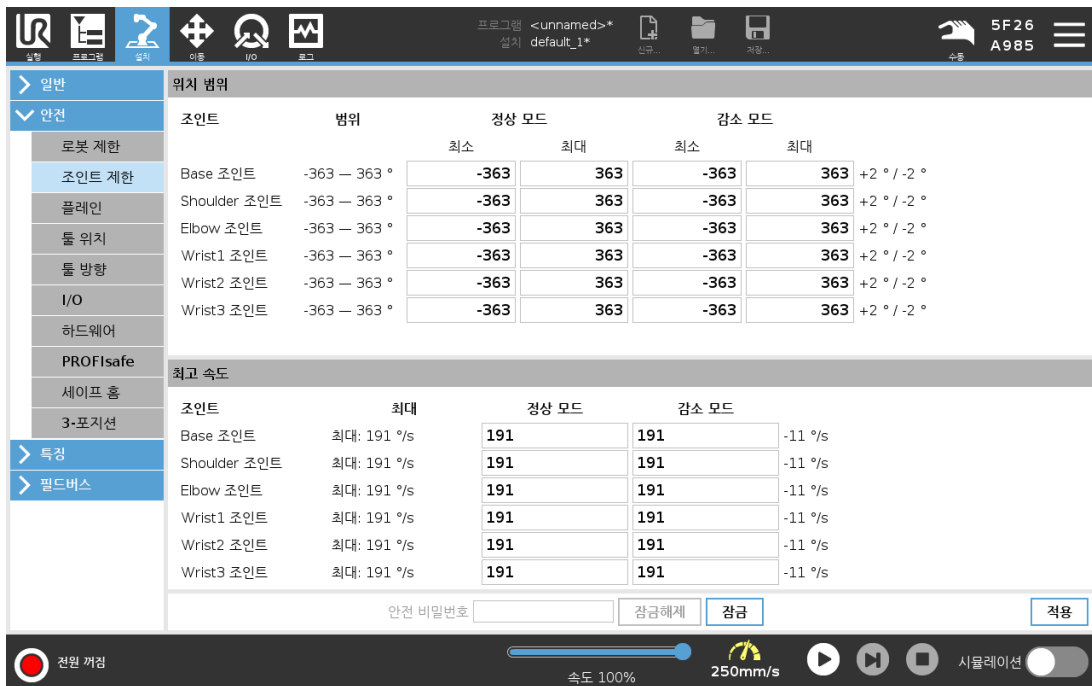 UR
프로그램 <unnamed>*
설치 default_1*
5F26
A985
실행 프로그램 설치 이동 I/O 로그 신규... 열기... 저장... 수동
일반
안전
로봇 제한
조인트 제한
플레인
툴 위치
툴 방향
I/O
하드웨어
PROFIsafe
세이프 홈
3-포지션
특징
필드버스
위치 범위
조인트 범위 정상 모드 감소 모드
최소 최대 최소 최대
Base 조인트 -363 — 363 ° -363 363 -363 363 +2 ° / -2 °
Shoulder 조인트 -363 — 363 ° -363 363 -363 363 +2 ° / -2 °
Elbow 조인트 -363 — 363 ° -363 363 -363 363 +2 ° / -2 °
Wrist1 조인트 -363 — 363 ° -363 363 -363 363 +2 ° / -2 °
Wrist2 조인트 -363 — 363 ° -363 363 -363 363 +2 ° / -2 °
Wrist3 조인트 -363 — 363 ° -363 363 -363 363 +2 ° / -2 °
최고 속도
조인트 최대 정상 모드 감소 모드
Base 조인트 최대: 191 °/s 191 191 -11 °/s
Shoulder 조인트 최대: 191 °/s 191 191 -11 °/s
Elbow 조인트 최대: 191 °/s 191 191 -11 °/s
Wrist1 조인트 최대: 191 °/s 191 191 -11 °/s
Wrist2 조인트 최대: 191 °/s 191 191 -11 °/s
Wrist3 조인트 최대: 191 °/s 191 191 -11 °/s
안전 비밀번호 잠금해제 잠금 적용
전원 꺼짐
속도 100%
250mm/s
시뮬레이션